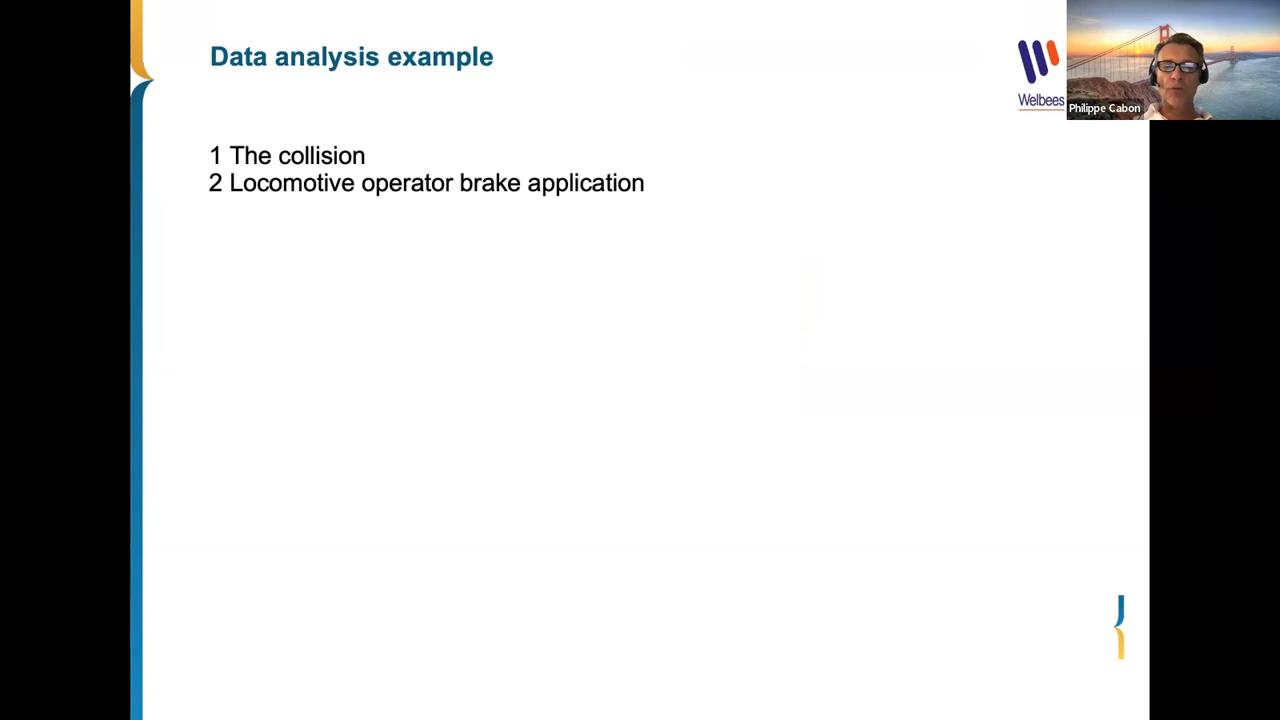 Data analysis example
Welbees
Philippe Cabon
1 The collision
2 Locomotive operator brake application